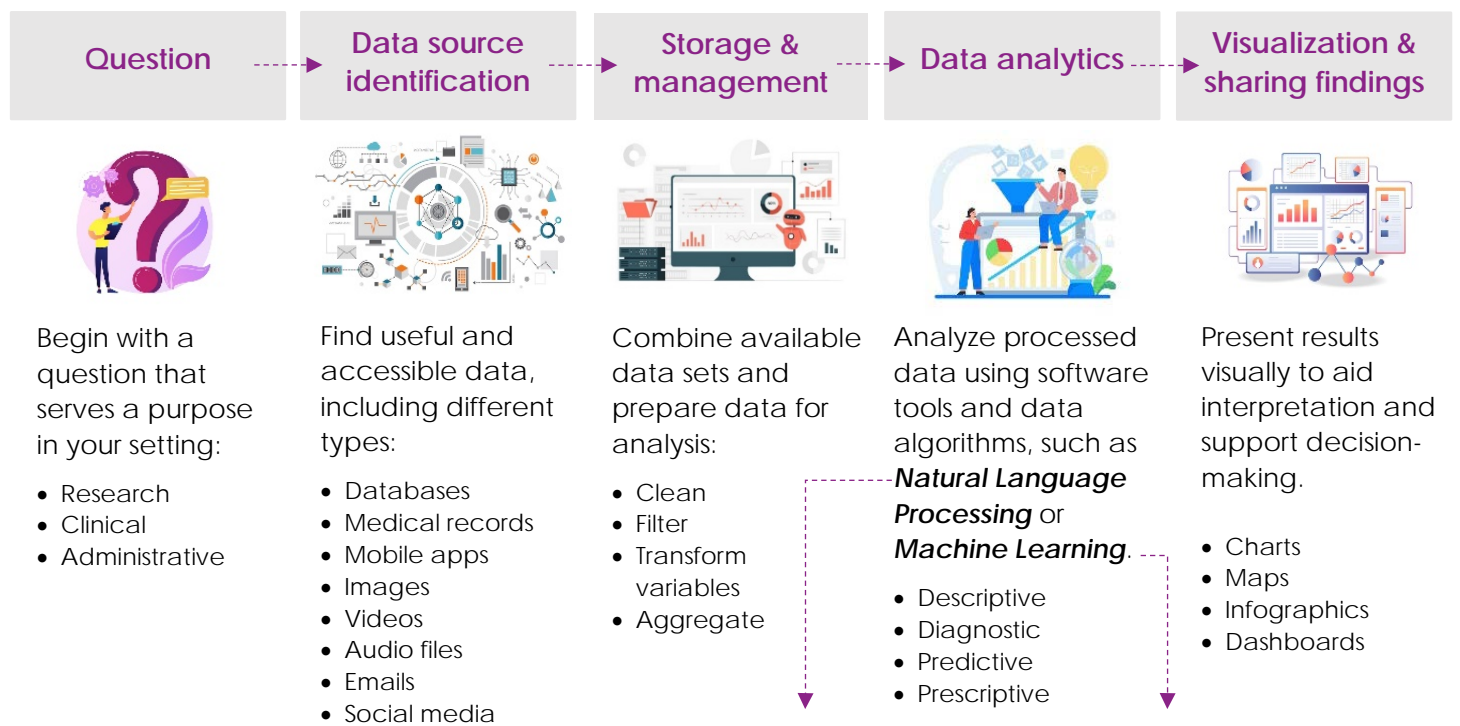 Question
Data source
identification
Storage &
management
Data analytics
Visualization &
sharing findings
Begin with a
question that
serves a purpose
in your setting:
• Research
• Clinical
• Administrative
Find useful and
accessible data,
including different
types:
• Databases
• Medical records
• Mobile apps
• Images
• Videos
• Audio files
• Emails
• Social media
Combine available
data sets and
prepare data for
analysis:
• Clean
• Filter
• Transform
variables
• Aggregate
Analyze processed
data using software
tools and data
algorithms, such as
Natural Language
Processing or
Machine Learning.
• Descriptive
• Diagnostic
• Predictive
• Prescriptive
Present results
visually to aid
interpretation and
support decision-
making.
• Charts
• Maps
• Infographics
• Dashboards